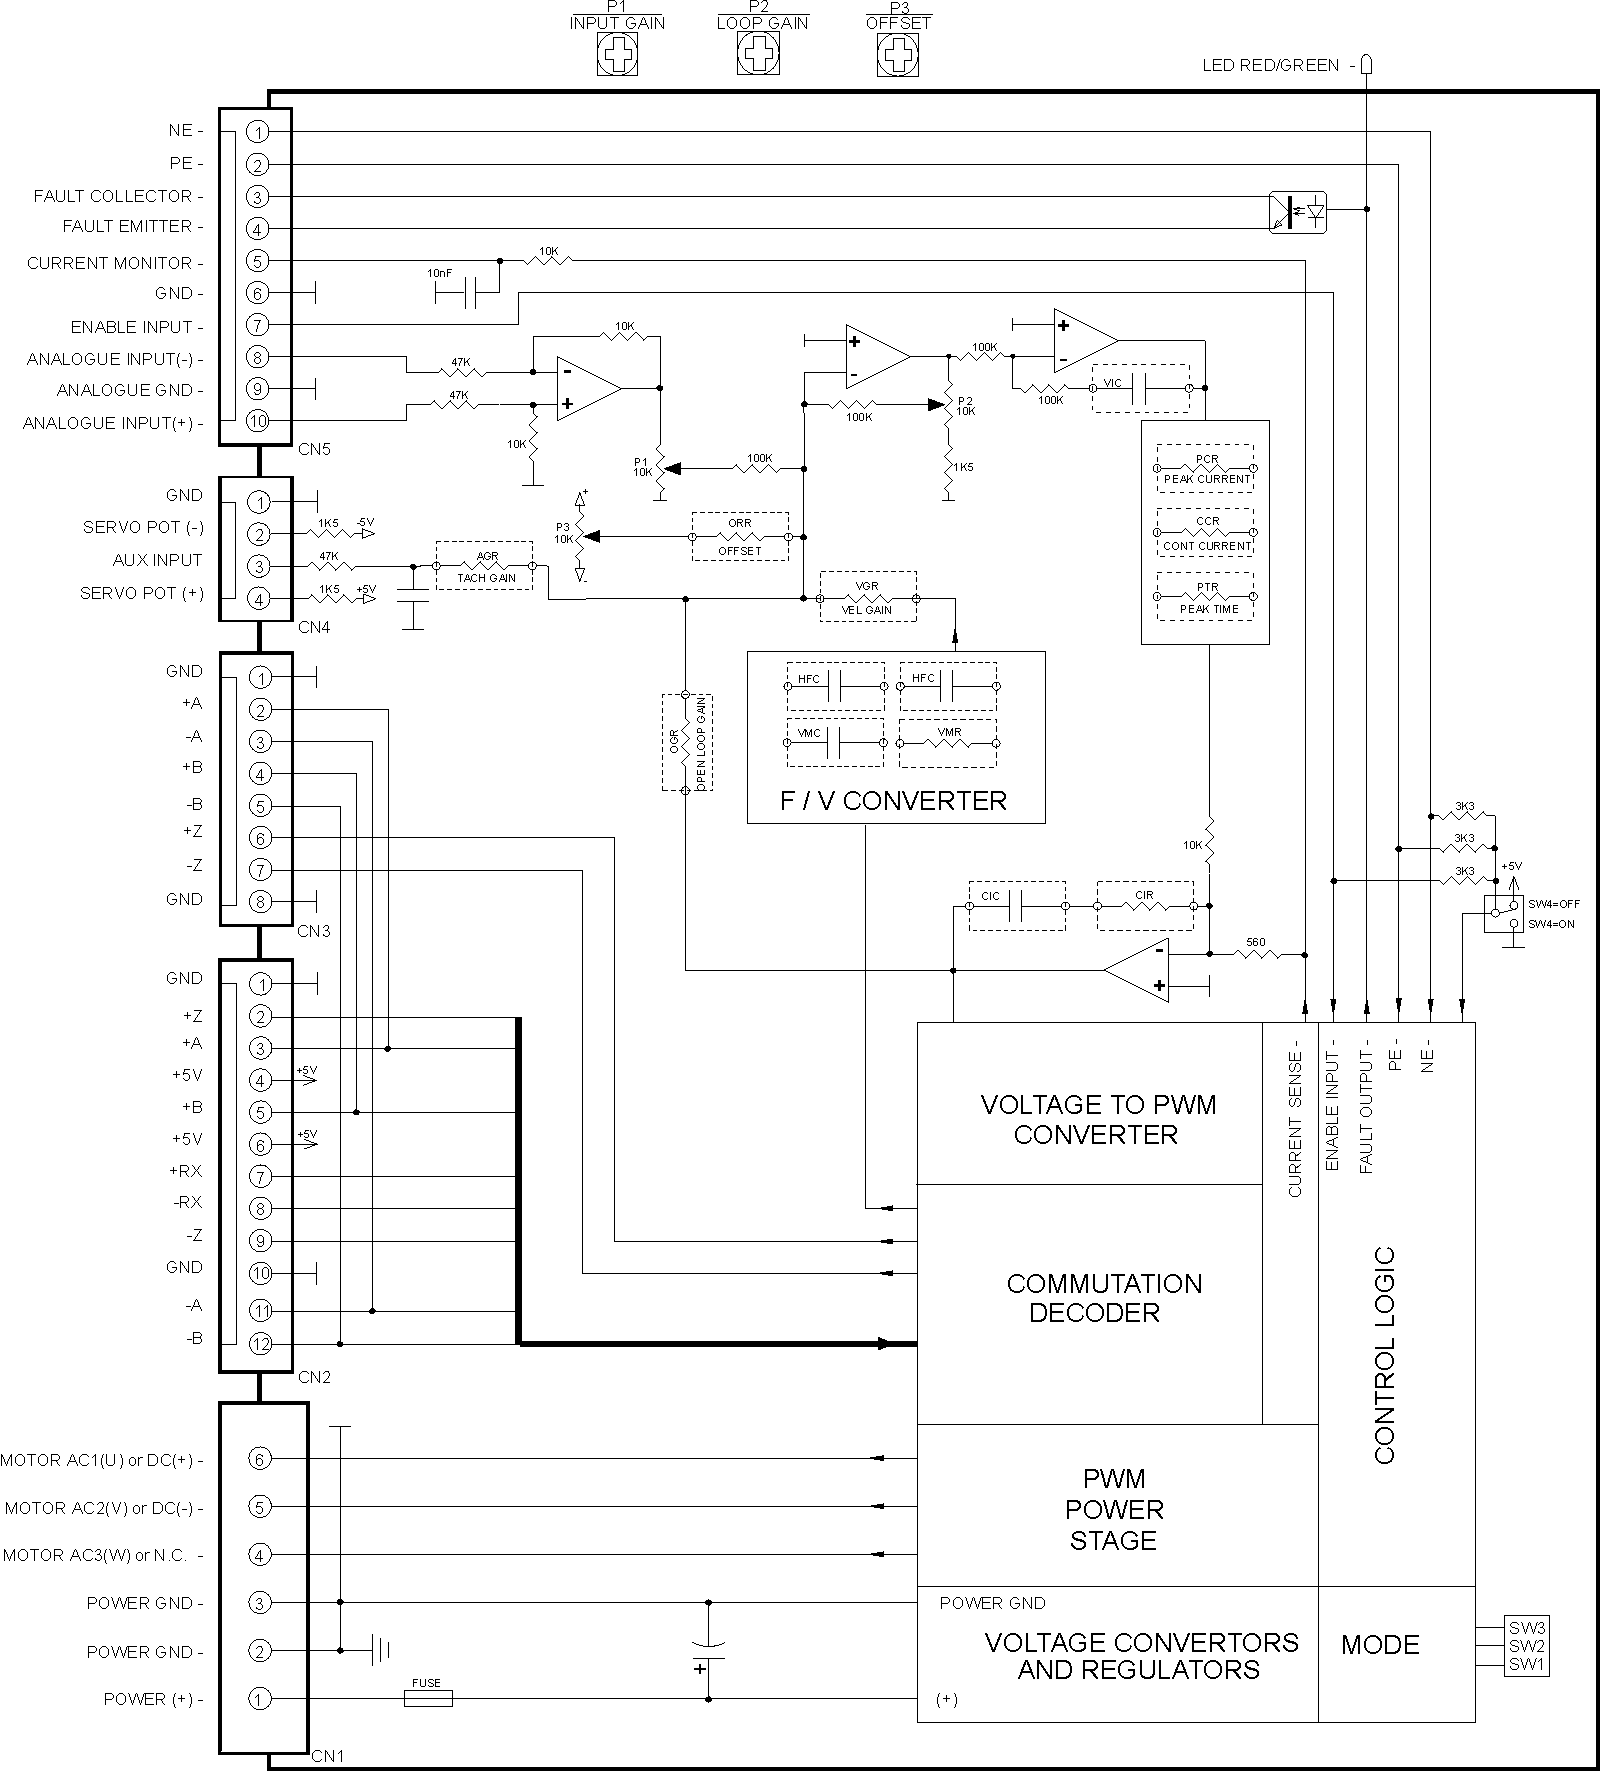 P1
INPUT GAIN
P2
LOOP GAIN
P3
OFFSET
LED RED/GREEN -
NE - 1
PE - 2
FAULT COLLECTOR - 3
FAULT EMITTER - 4
CURRENT MONITOR - 5
GND - 6
ENABLE INPUT - 7
ANALOGUE INPUT(-) - 8
ANALOGUE GND - 9
ANALOGUE INPUT(+) - 10
CN5
10K
10nF
10K
47K
47K
-
+
10K
P1
10K
100K
+
-
100K
P2
10K
1K5
100K
+
-
100K
VIC
PCR
PEAK CURRENT
CCR
CONT CURRENT
PTR
PEAK TIME
GND 1
SERVO POT (-) 2
1K5
-5V
AUX INPUT 3
47K
SERVO POT (+) 4
1K5
+5V
CN4
AGR
TACH GAIN
+
P3
10K
-
ORR
OFFSET
VGR
VEL GAIN
GND 1
+A 2
-A 3
+B 4
-B 5
+Z 6
-Z 7
GND 8
CN3
OGR
OPEN LOOP GAIN
HFC
HFC
VMC
VMR
F / V CONVERTER
10K
CIC
CIR
560
-
+
3K3
3K3
3K3
+5V
SW4=OFF
SW4=ON
GND 1
+Z 2
+A 3
+5V 4 +5V
+B 5
+5V 6 +5V
+RX 7
-RX 8
-Z 9
GND 10
-A 11
-B 12
CN2
VOLTAGE TO PWM
CONVERTER
CURRENT SENSE -
ENABLE INPUT -
FAULT OUTPUT -
PE -
NE -
COMMUTATION
DECODER
CONTROL LOGIC
MOTOR AC1(U) or DC(+) - 6
MOTOR AC2(V) or DC(-) - 5
MOTOR AC3(W) or N.C. - 4
POWER GND - 3
POWER GND - 2
POWER (+) - 1
CN1
FUSE
+
PWM
POWER
STAGE
POWER GND
VOLTAGE CONVERTORS
AND REGULATORS
(+)
MODE
SW3
SW2
SW1